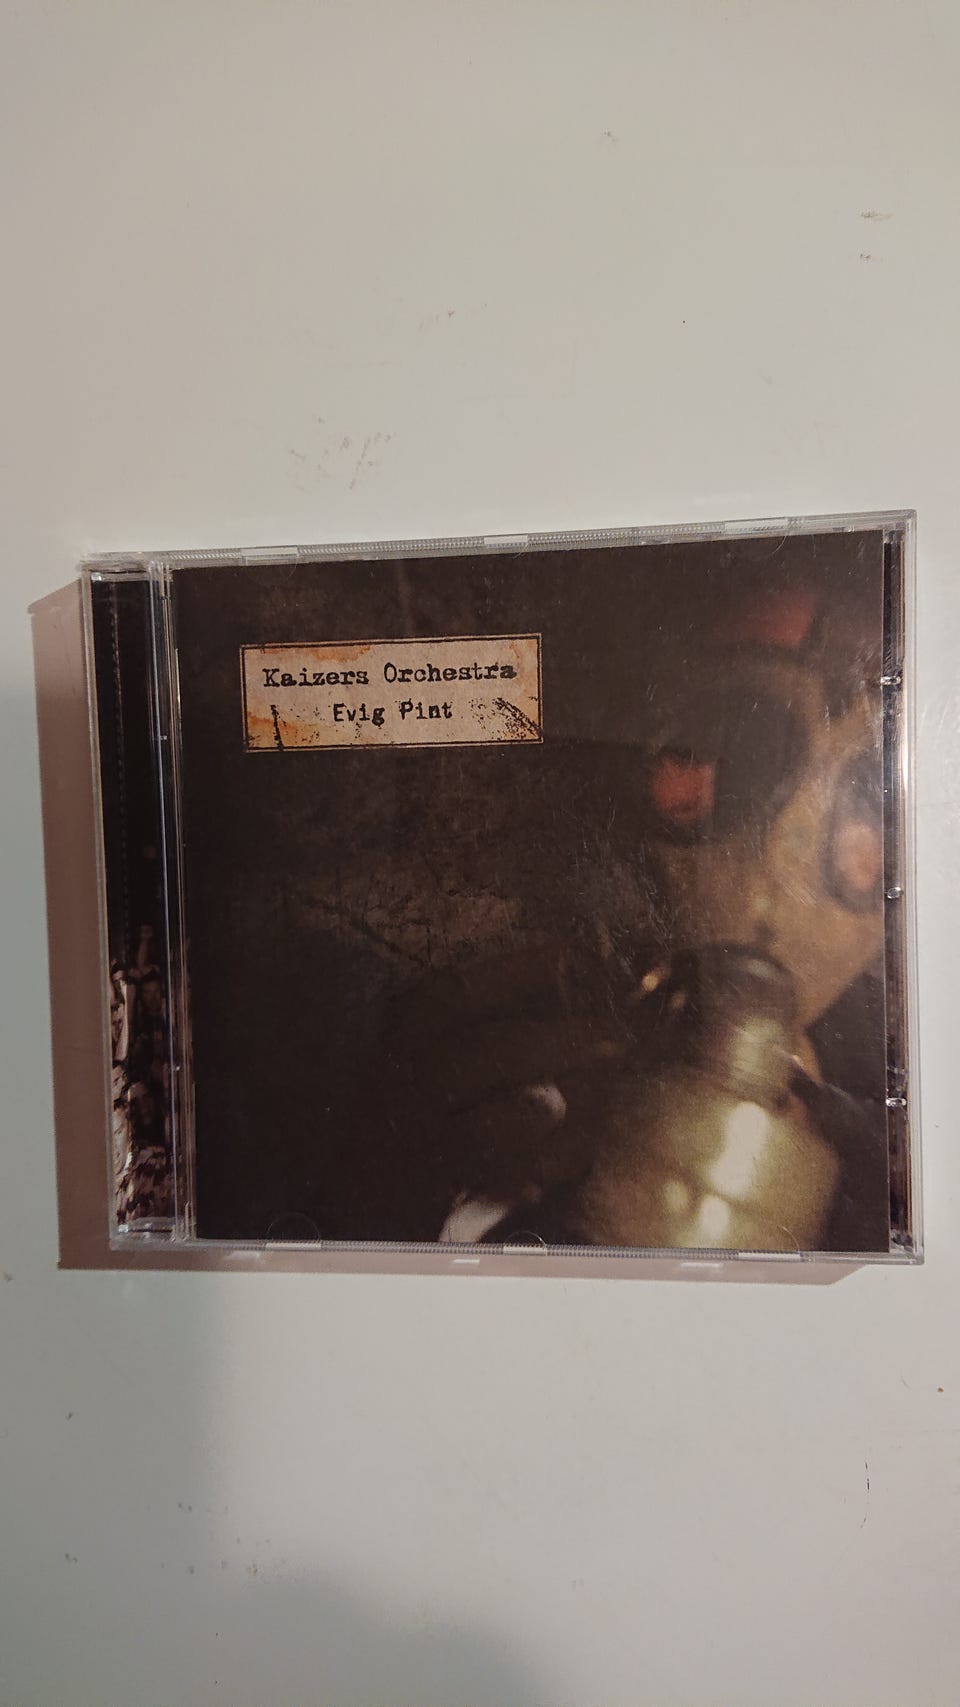 Kaizers Orchestra
Evig Pint